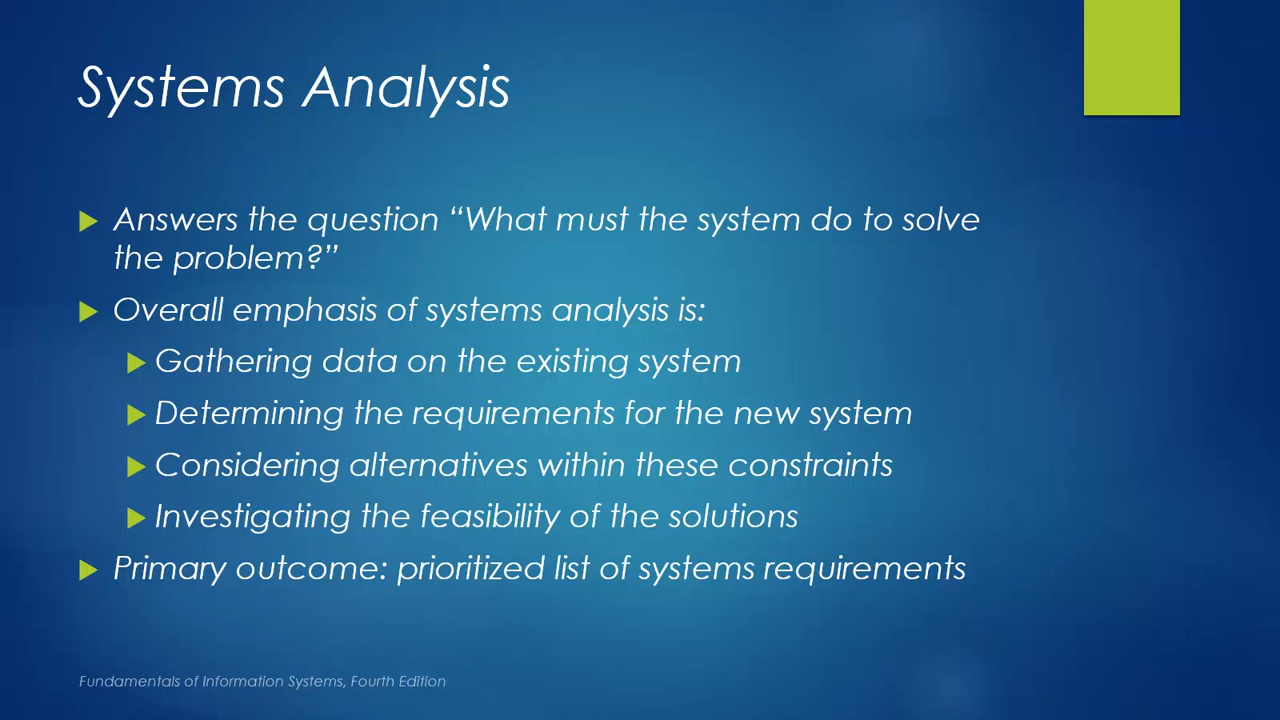 Systems Analysis
Answers the question “What must the system do to solve
the problem?”
Overall emphasis of systems analysis is:
Gathering data on the existing system
Determining the requirements for the new system
Considering alternatives within these constraints
Investigating the feasibility of the solutions
Primary outcome: prioritized list of systems requirements
Fundamentals of Information Systems, Fourth Edition